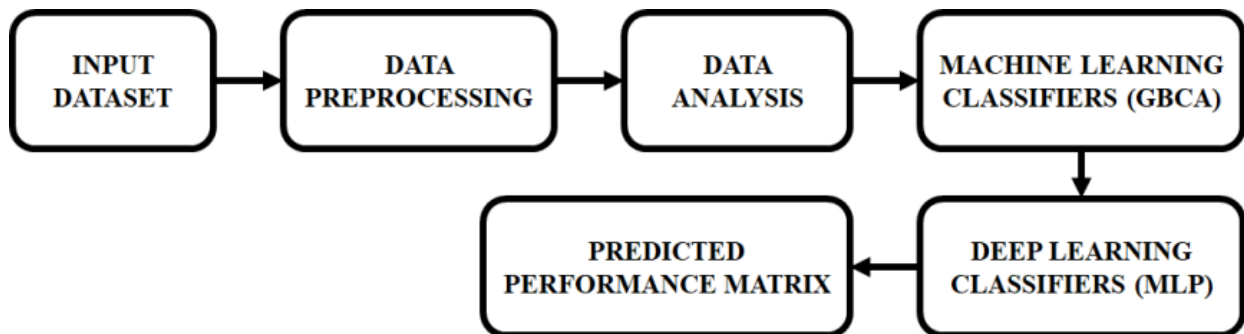 INPUT
DATASET
DATA
PREPROCESSING
DATA
ANALYSIS
MACHINE LEARNING
CLASSIFIERS (GBCA)
DEEP LEARNING
CLASSIFIERS (MLP)
PREDICTED
PERFORMANCE MATRIX